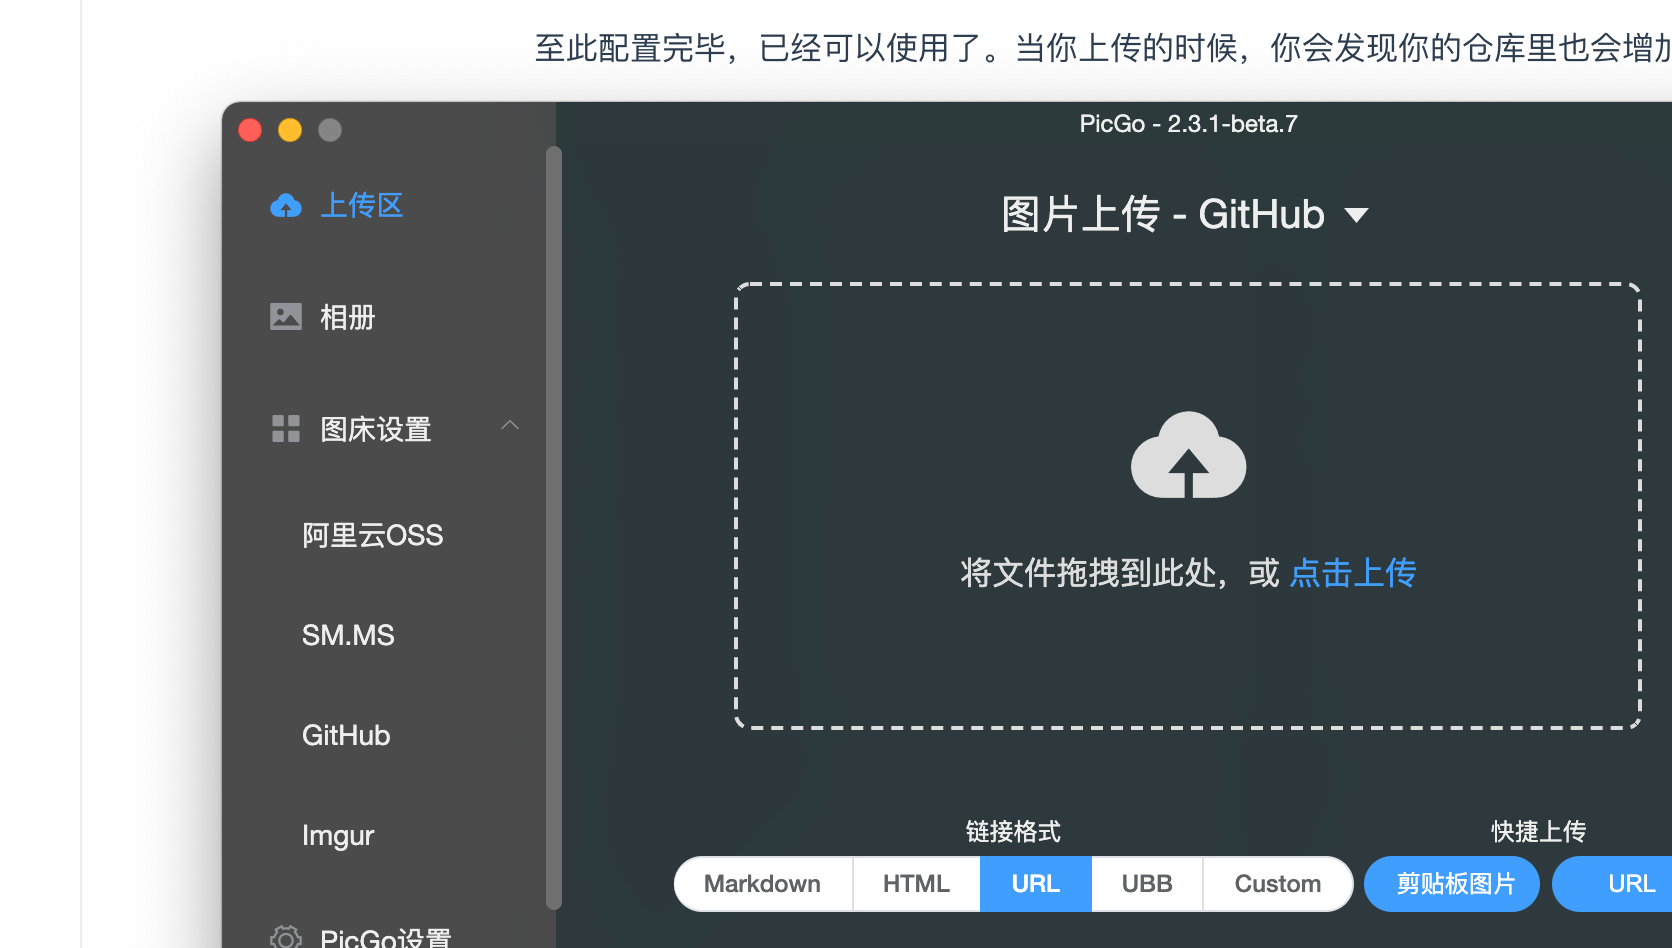 至此配置完毕，已经可以使用了。当你上传的时候，你会发现你的仓库里也会增加
PicGo - 2.3.1-beta.7
上传区
图片上传 - GitHub
相册
图床设置
阿里云OSS
将文件拖拽到此处，或 点击上传
SM.MS
GitHub
Imgur
链接格式
快捷上传
Markdown HTML URL UBB Custom 剪贴板图片 URL
PicGo设置